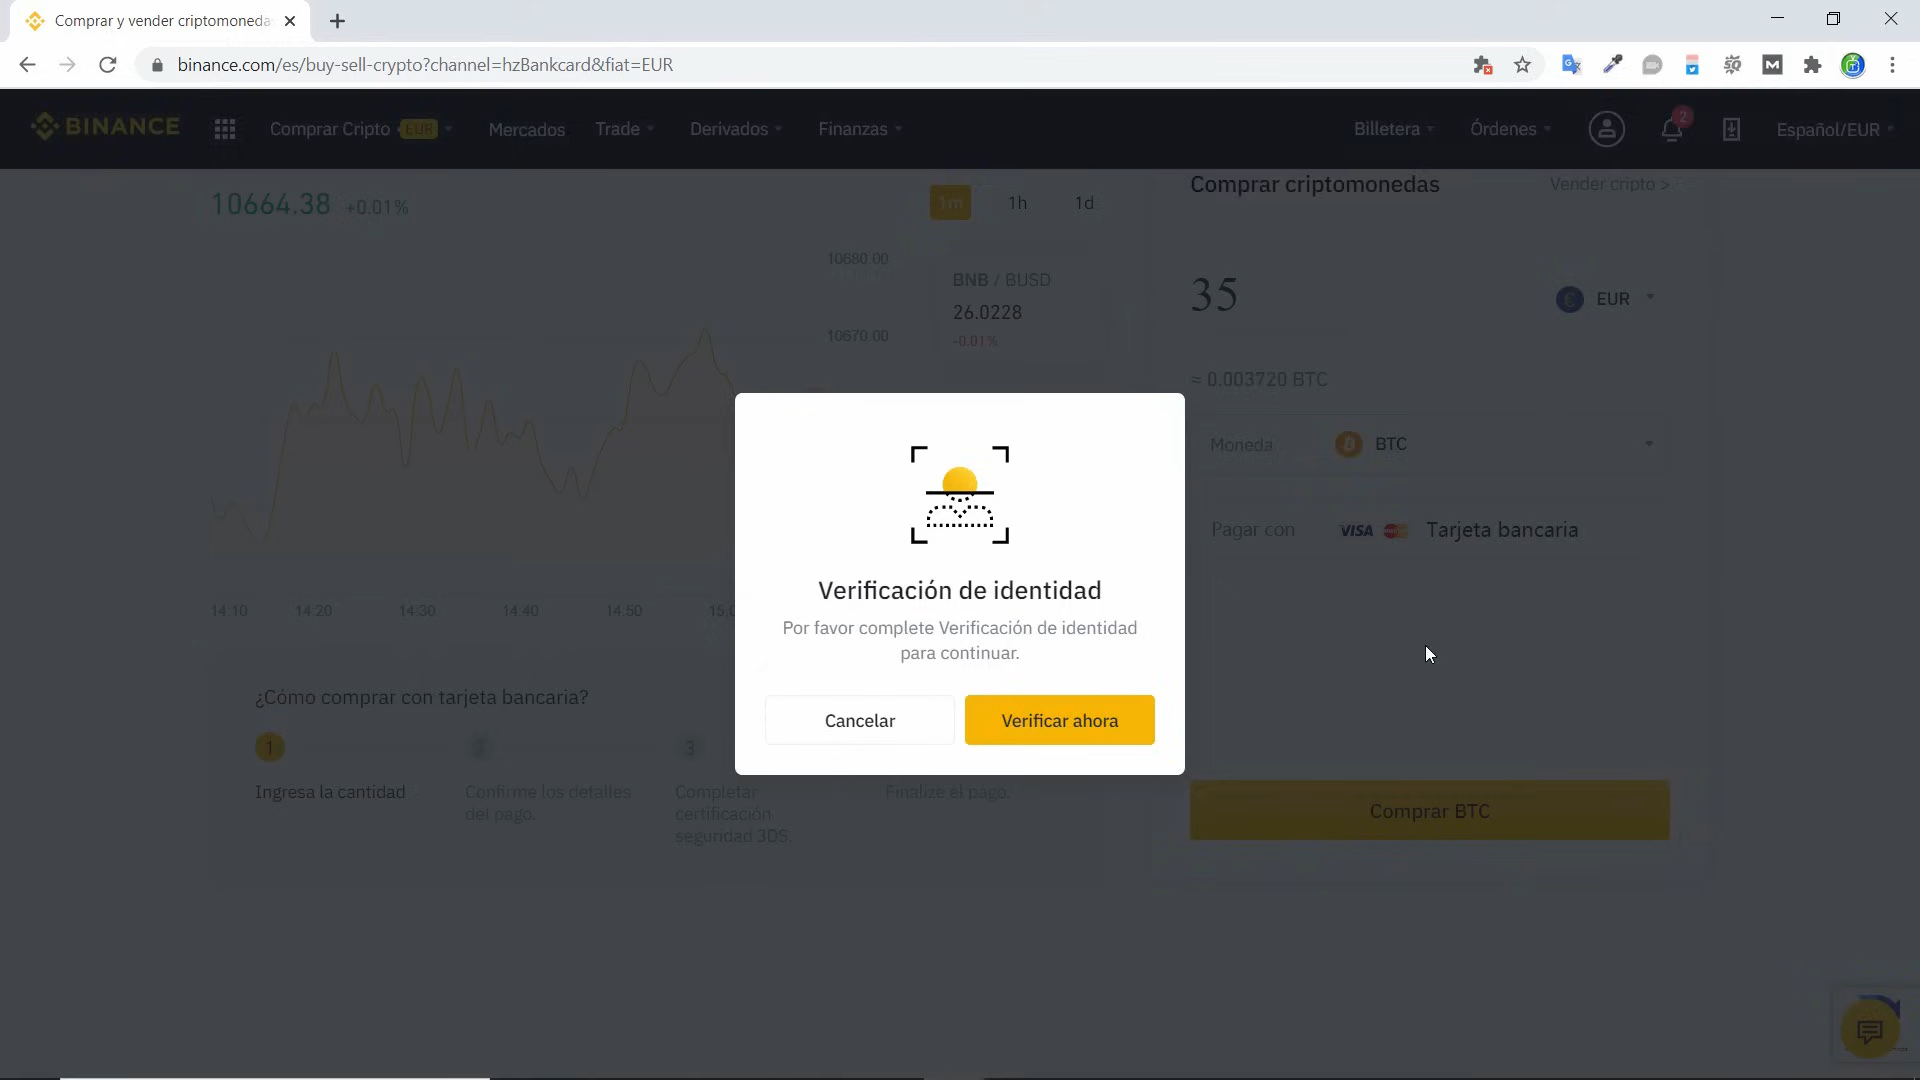 Comprar y vender criptomoneda
binance.com/es/buy-sell-crypto?channel=hzBankcard&fiat=EUR
BINANCE
Comprar Cripto EUR
Mercados
Trade
Derivados
Finanzas
Billetera
Órdenes
2
Español/EUR
10664.38 +0.01%
1m
1h
1d
Comprar criptomonedas
Vender cripto >
10680.00
10670.00
BNB / BUSD
26.0228
-0.01%
35
EUR
≈ 0.003720 BTC
Moneda
BTC
Pagar con
VISA
Tarjeta bancaria
14:10
14:20
14:30
14:40
14:50
Verificación de identidad
Por favor complete Verificación de identidad
para continuar.
Cancelar
Verificar ahora
¿Cómo comprar con tarjeta bancaria?
1
3
Ingresa la cantidad
Confirme los detalles
del pago.
Completar
certificación
seguridad 3DS.
Finalize el pago.
Comprar BTC